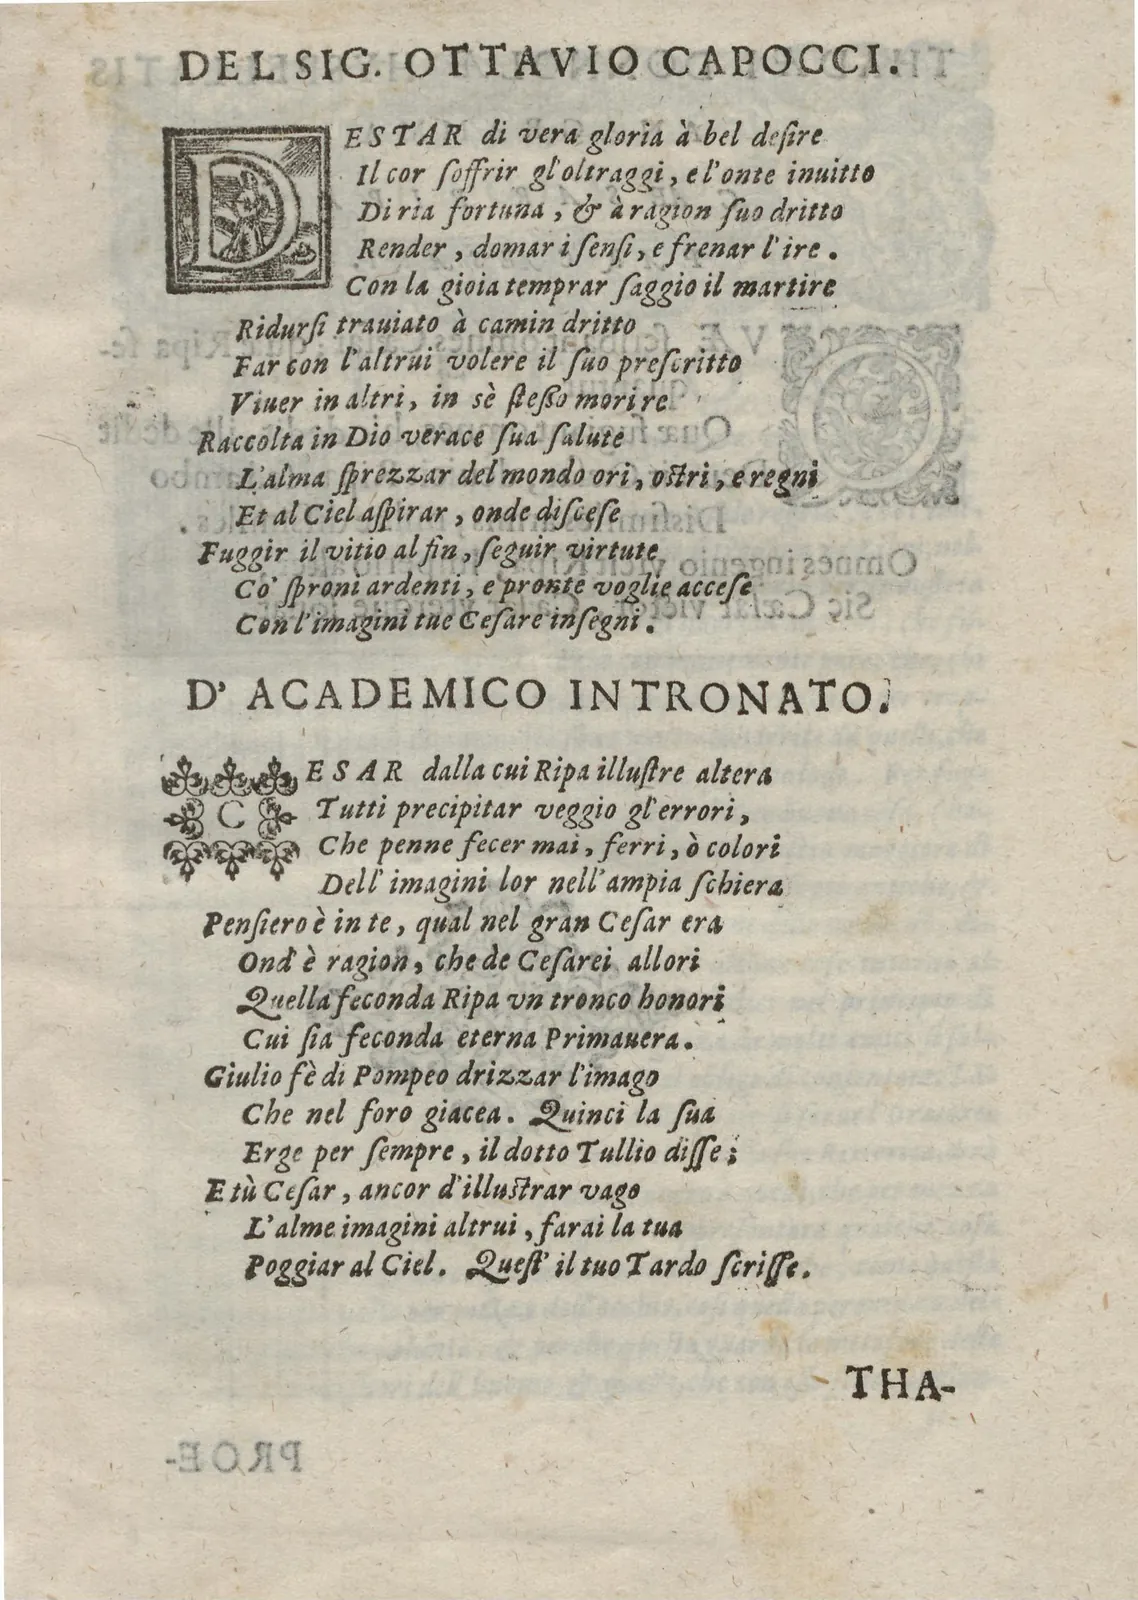 DEL SIG. OTTAVIO CAPOCCI.
DESTAR di vera gloria à bel deſire
Il cor ſoffrir gl'oltraggi, e l'onte inuitto
Di ria fortuna, & à ragion ſuo dritto
Render, domar i ſenſi, e frenar l'ire.
Con la gioia temprar ſaggio il martire
Ridurſi trauiato à camin dritto
Far con l'altrui volere il ſuo preſcritto
Viuer in altri, in sè ſteſſo morire
Raccolta in Dio verace ſua ſalute
L'alma ſprezzar del mondo ori, oſtri, e regni
Et al Ciel aſpirar, onde diſceſe
Fuggir il vitio al fin, ſeguir virtute
Co' ſproni ardenti, e pronte voglie acceſe
Con l'imagini tue Ceſare inſegni.
D' ACADEMICO INTRONATO.
CESAR dalla cui Ripa illuſtre altera
Tutti precipitar veggio gl'errori,
Che penne fecer mai, ferri, ò colori
Dell' imagini lor nell'ampia ſchiera
Penſiero è in te, qual nel gran Ceſar era
Ond' è ragion, che de Ceſarei allori
Quella feconda Ripa vn tronco honori
Cui ſia feconda eterna Primauera.
Giulio fè di Pompeo drizzar l'imago
Che nel foro giacea. Quinci la ſua
Erge per ſempre, il dotto Tullio diſſe;
E tù Ceſar, ancor d'illuſtrar vago
L'alme imagini altrui, farai la tua
Poggiar al Ciel. Queſt' il tuo Tardo ſcriſſe.
THA-
PROE-